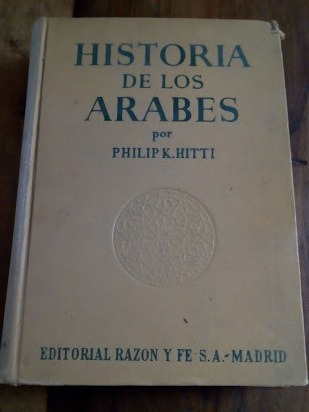 HISTORIA
DE LOS
ARABES
por
PHILIP K. HITTI
EDITORIAL RAZON Y FE S.A.-MADRID